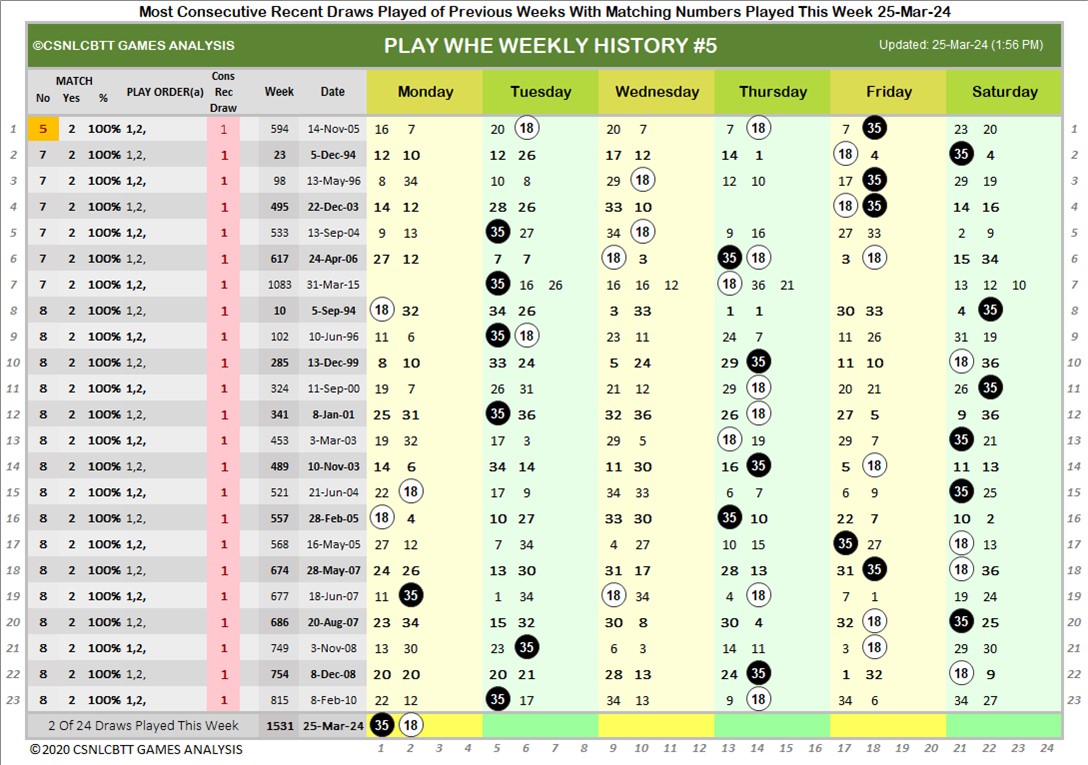 Most Consecutive Recent Draws Played of Previous Weeks With Matching Numbers Played This Week 25-Mar-24
©CSNLCBTT GAMES ANALYSIS PLAY WHE WEEKLY HISTORY #5 Updated: 25-Mar-24 (1:56 PM)
MATCH Cons
No Yes % PLAY ORDER(a) Rec Week Date Monday Tuesday Wednesday Thursday Friday Saturday
Draw
1 5 2 100% 1,2, 1 594 14-Nov-05 16 7 20 18 20 7 7 18 7 35 23 20 1
2 7 2 100% 1,2, 1 23 5-Dec-94 12 10 12 26 17 12 14 1 18 4 35 4 2
3 7 2 100% 1,2, 1 98 13-May-96 8 34 10 8 29 18 12 10 17 35 29 19 3
4 7 2 100% 1,2, 1 495 22-Dec-03 14 12 28 26 33 10 18 35 14 16 4
5 7 2 100% 1,2, 1 533 13-Sep-04 9 13 35 27 34 18 9 16 27 33 2 9 5
6 7 2 100% 1,2, 1 617 24-Apr-06 27 12 7 7 18 3 35 18 3 18 15 34 6
7 7 2 100% 1,2, 1 1083 31-Mar-15 35 16 26 16 16 12 18 36 21 13 12 10 7
8 8 2 100% 1,2, 1 10 5-Sep-94 18 32 34 26 3 33 1 1 30 33 4 35 8
9 8 2 100% 1,2, 1 102 10-Jun-96 11 6 35 18 23 11 24 7 11 26 31 19 9
10 8 2 100% 1,2, 1 285 13-Dec-99 8 10 33 24 5 24 29 35 11 10 18 36 10
11 8 2 100% 1,2, 1 324 11-Sep-00 19 7 26 31 21 12 29 18 20 21 26 35 11
12 8 2 100% 1,2, 1 341 8-Jan-01 25 31 35 36 32 36 26 18 27 5 9 36 12
13 8 2 100% 1,2, 1 453 3-Mar-03 19 32 17 3 29 5 18 19 29 7 35 21 13
14 8 2 100% 1,2, 1 489 10-Nov-03 14 6 34 14 11 30 16 35 5 18 11 13 14
15 8 2 100% 1,2, 1 521 21-Jun-04 22 18 17 9 34 33 6 7 6 9 35 25 15
16 8 2 100% 1,2, 1 557 28-Feb-05 18 4 10 27 33 30 35 10 22 7 10 2 16
17 8 2 100% 1,2, 1 568 16-May-05 27 12 7 34 4 27 10 15 35 27 18 13 17
18 8 2 100% 1,2, 1 674 28-May-07 24 26 13 30 31 17 28 13 31 35 18 36 18
19 8 2 100% 1,2, 1 677 18-Jun-07 11 35 1 34 18 34 4 18 7 1 19 24 19
20 8 2 100% 1,2, 1 686 20-Aug-07 23 34 15 32 30 8 30 4 32 18 35 25 20
21 8 2 100% 1,2, 1 749 3-Nov-08 13 30 23 35 6 3 14 11 3 18 29 30 21
22 8 2 100% 1,2, 1 754 8-Dec-08 20 20 20 21 28 13 24 35 1 32 18 9 22
23 8 2 100% 1,2, 1 815 8-Feb-10 22 12 35 17 34 13 9 18 34 6 34 27 23
2 Of 24 Draws Played This Week 1531 25-Mar-24 35 18
©2020 CSNLCBTT GAMES ANALYSIS 1 2 3 4 5 6 7 8 9 10 11 12 13 14 15 16 17 18 19 20 21 22 23 24